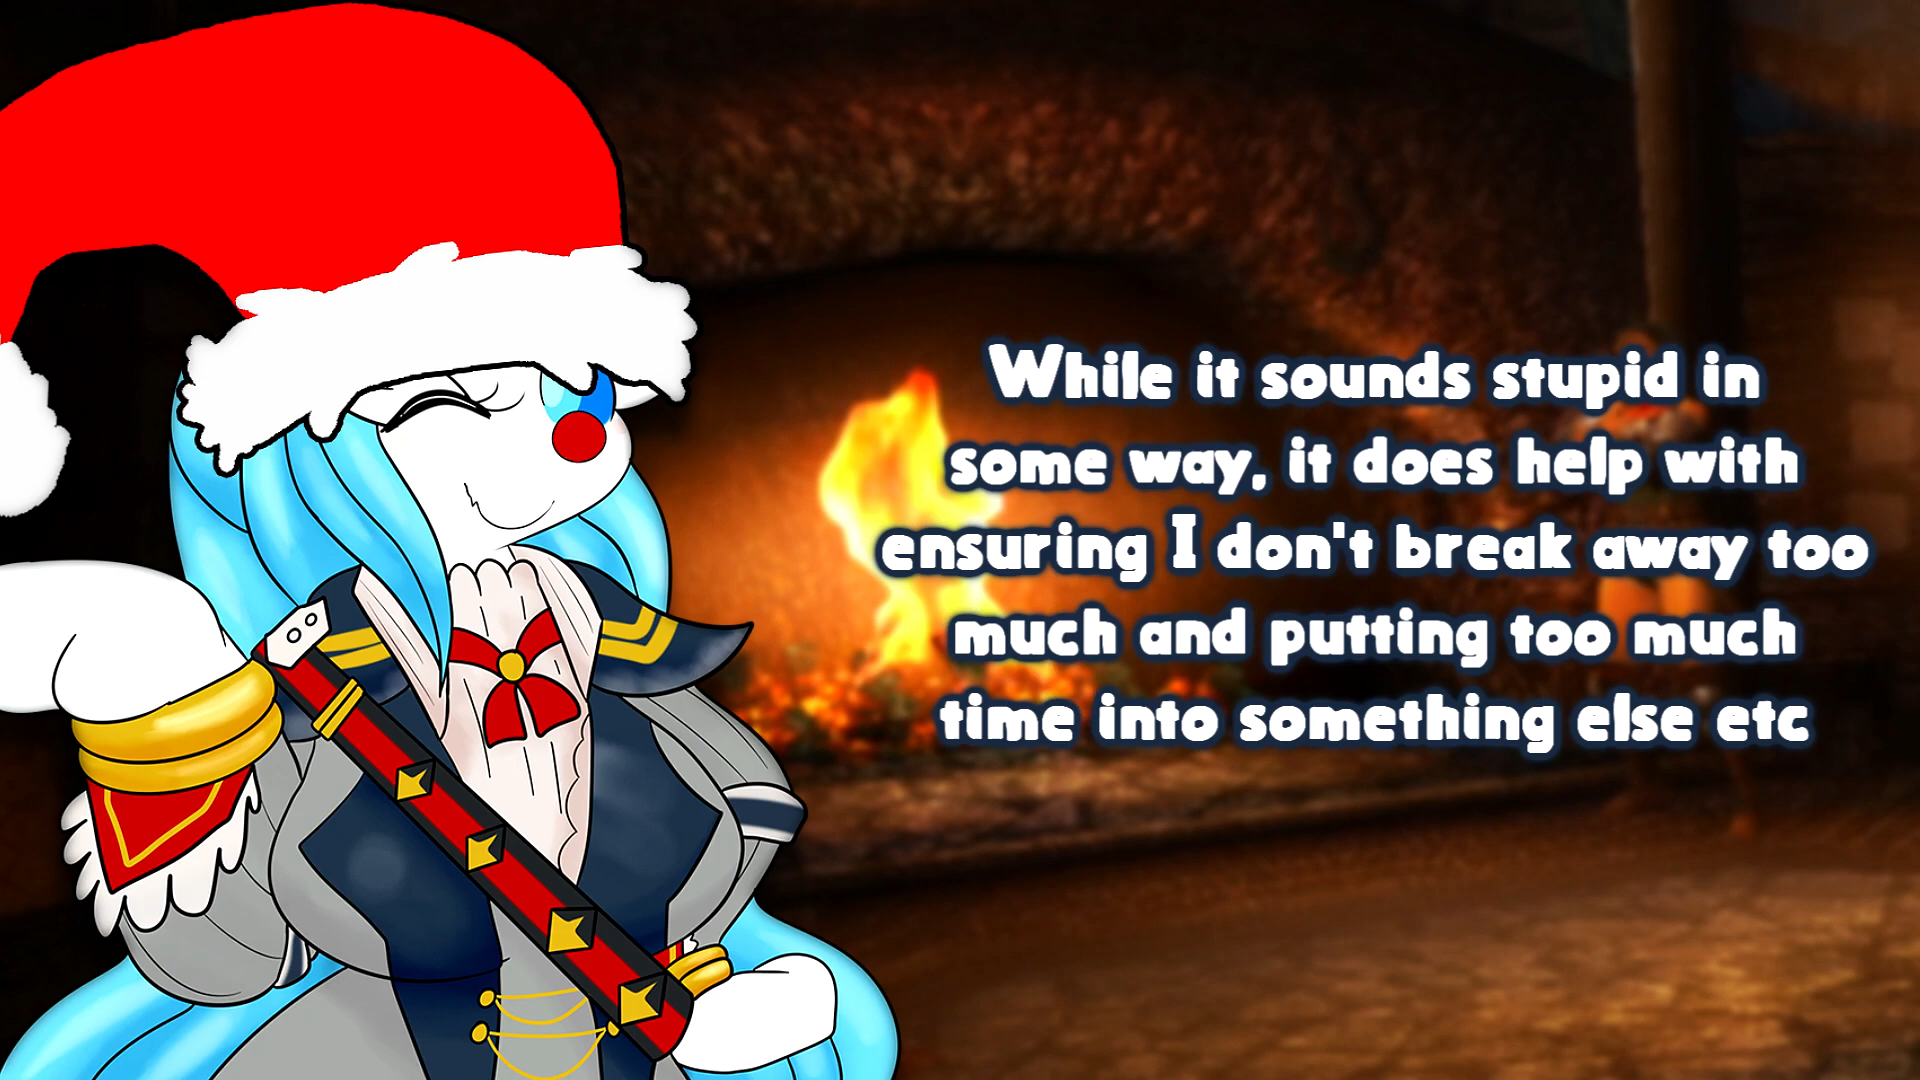 While it sounds stupid in
some way, it does help with
ensuring I don't break away too
much and putting too much
time into something else etc